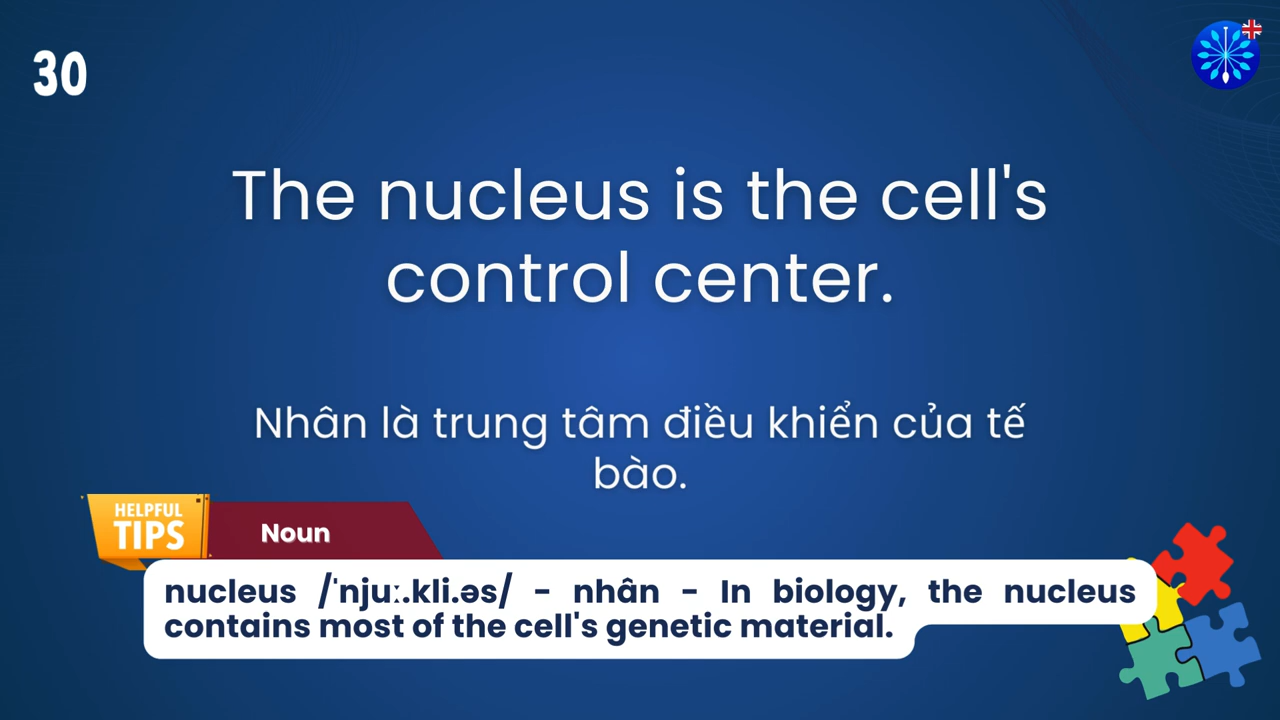 30
The nucleus is the cell's
control center.
Nhân là trung tâm điều khiển của tế
bào.
HELPFUL
TIPS
Noun
nucleus /ˈnjuː.kli.əs/ - nhân - In biology, the nucleus
contains most of the cell's genetic material.